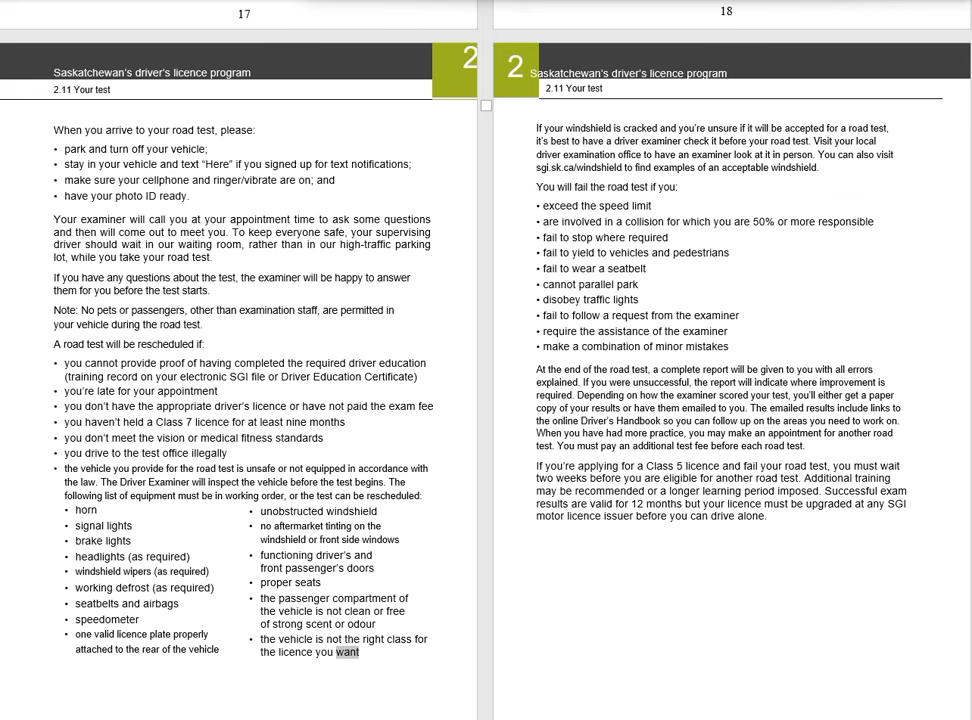 17
2
Saskatchewan's driver's licence program
2.11 Your test
When you arrive to your road test, please:
• park and turn off your vehicle;
• stay in your vehicle and text “Here” if you signed up for text notifications;
• make sure your cellphone and ringer/vibrate are on; and
• have your photo ID ready.
Your examiner will call you at your appointment time to ask some questions
and then will come out to meet you. To keep everyone safe, your supervising
driver should wait in our waiting room, rather than in our high-traffic parking
lot, while you take your road test.
If you have any questions about the test, the examiner will be happy to answer
them for you before the test starts.
Note: No pets or passengers, other than examination staff, are permitted in
your vehicle during the road test.
A road test will be rescheduled if:
• you cannot provide proof of having completed the required driver education
(training record on your electronic SGI file or Driver Education Certificate)
• you're late for your appointment
• you don't have the appropriate driver's licence or have not paid the exam fee
• you haven't held a Class 7 licence for at least nine months
• you don't meet the vision or medical fitness standards
• you drive to the test office illegally
• the vehicle you provide for the road test is unsafe or not equipped in accordance with
the law. The Driver Examiner will inspect the vehicle before the test begins. The
following list of equipment must be in working order, or the test can be rescheduled:
• horn
• signal lights
• brake lights
• headlights (as required)
• windshield wipers (as required)
• working defrost (as required)
• seatbelts and airbags
• speedometer
• one valid licence plate properly
attached to the rear of the vehicle
• unobstructed windshield
• no aftermarket tinting on the
windshield or front side windows
• functioning driver's and
front passenger's doors
• proper seats
• the passenger compartment of
the vehicle is not clean or free
of strong scent or odour
• the vehicle is not the right class for
the licence you want
18
2
Saskatchewan's driver's licence program
2.11 Your test
If your windshield is cracked and you're unsure if it will be accepted for a road test,
it's best to have a driver examiner check it before your road test. Visit your local
driver examination office to have an examiner look at it in person. You can also visit
sgi.sk.ca/windshield to find examples of an acceptable windshield.
You will fail the road test if you:
• exceed the speed limit
• are involved in a collision for which you are 50% or more responsible
• fail to stop where required
• fail to yield to vehicles and pedestrians
• fail to wear a seatbelt
• cannot parallel park
• disobey traffic lights
• fail to follow a request from the examiner
• require the assistance of the examiner
• make a combination of minor mistakes
At the end of the road test, a complete report will be given to you with all errors
explained. If you were unsuccessful, the report will indicate where improvement is
required. Depending on how the examiner scored your test, you'll either get a paper
copy of your results or have them emailed to you. The emailed results include links to
the online Driver's Handbook so you can follow up on the areas you need to work on.
When you have had more practice, you may make an appointment for another road
test. You must pay an additional test fee before each road test.
If you're applying for a Class 5 licence and fail your road test, you must wait
two weeks before you are eligible for another road test. Additional training
may be recommended or a longer learning period imposed. Successful exam
results are valid for 12 months but your licence must be upgraded at any SGI
motor licence issuer before you can drive alone.